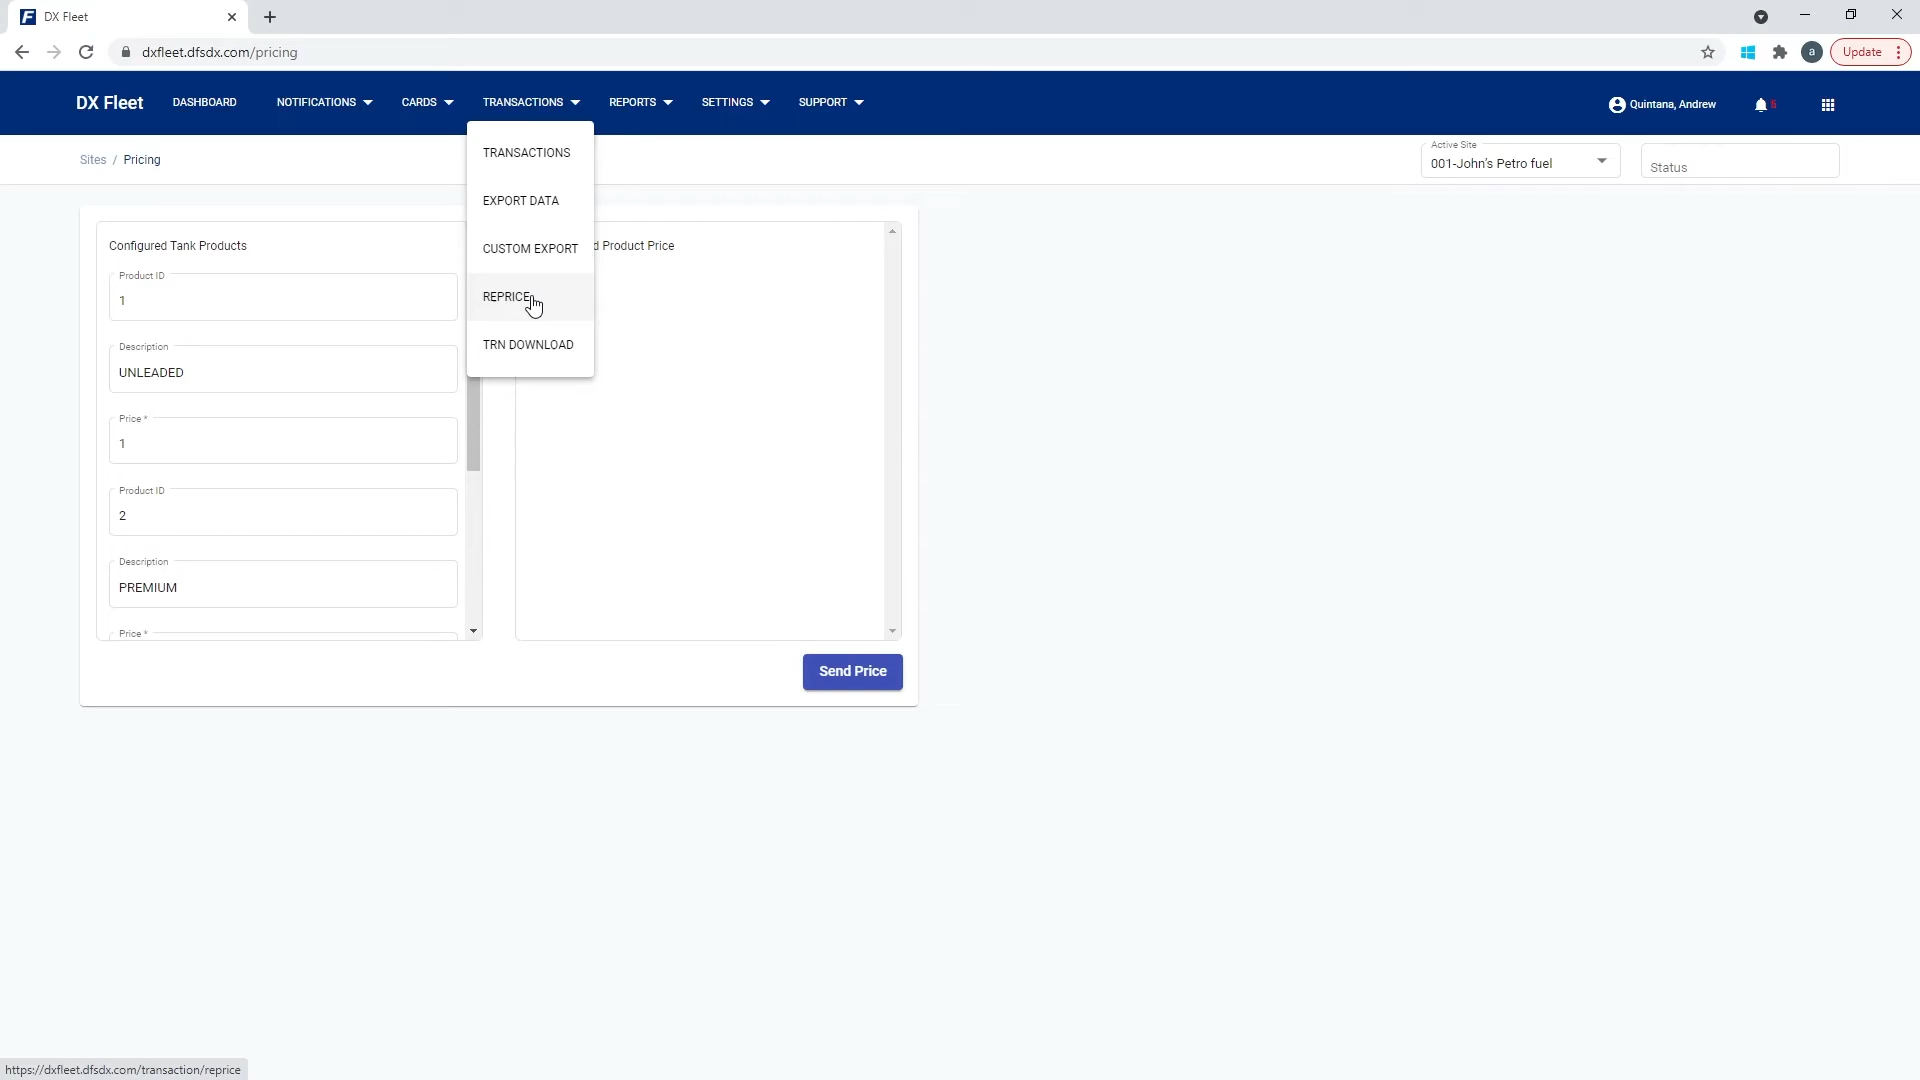 DX Fleet
dxfleet.dfsdx.com/pricing
a
Update
DX Fleet DASHBOARD NOTIFICATIONS CARDS TRANSACTIONS REPORTS SETTINGS SUPPORT Quintana, Andrew
Sites / Pricing
Active Site
001-John's Petro fuel
Status
TRANSACTIONS
EXPORT DATA
CUSTOM EXPORT
REPRICE
TRN DOWNLOAD
Configured Tank Products
Product ID
1
Description
UNLEADED
Price *
1
Product ID
2
Description
PREMIUM
Price *
d Product Price
Send Price
https://dxfleet.dfsdx.com/transaction/reprice